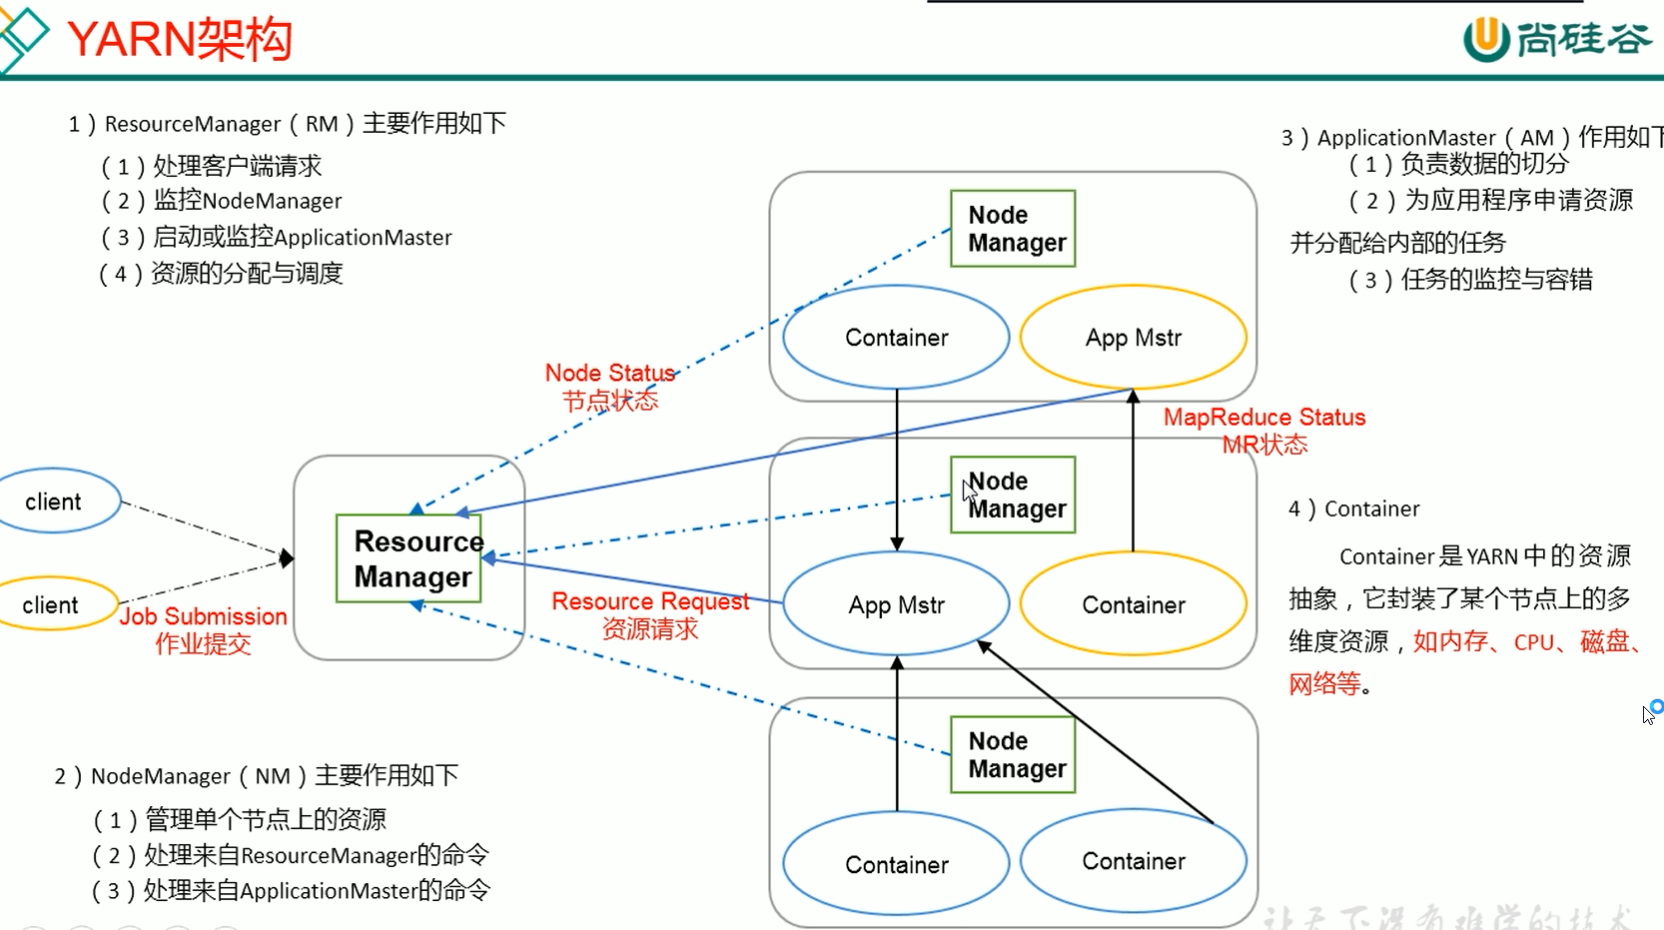 YARN架构
尚硅谷
1）ResourceManager（RM）主要作用如下
（1）处理客户端请求
（2）监控NodeManager
（3）启动或监控ApplicationMaster
（4）资源的分配与调度
3）ApplicationMaster（AM）作用如下
（1）负责数据的切分
（2）为应用程序申请资源
并分配给内部的任务
（3）任务的监控与容错
Node
Manager
Container
App Mstr
Node Status
节点状态
MapReduce Status
MR状态
client
client
Job Submission
作业提交
Resource
Manager
Resource Request
资源请求
Node
Manager
App Mstr
Container
4）Container
Container是YARN中的资源
抽象，它封装了某个节点上的多
维度资源，如内存、CPU、磁盘、
网络等。
2）NodeManager（NM）主要作用如下
（1）管理单个节点上的资源
（2）处理来自ResourceManager的命令
（3）处理来自ApplicationMaster的命令
Node
Manager
Container
Container
让天下没有难学的技术